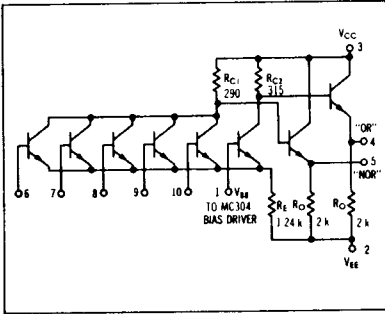 VCC
3
RC1
290
RC2
315
"OR"
4
5
"NOR"
6
7
8
9
10
1
VBB
TO MC304
BIAS DRIVER
RE
1.24 k
RO
2 k
RO
2 k
2
VEE